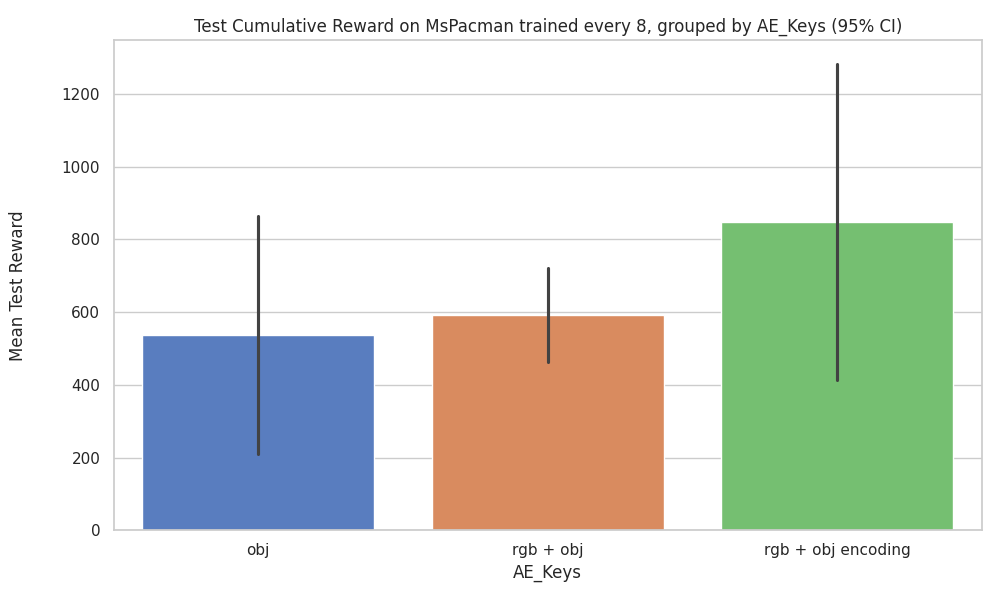 Test Cumulative Reward on MsPacman trained every 8, grouped by AE_Keys (95% CI)
Mean Test Reward
1200
1000
800
600
400
200
0
obj
rgb + obj
rgb + obj encoding
AE_Keys